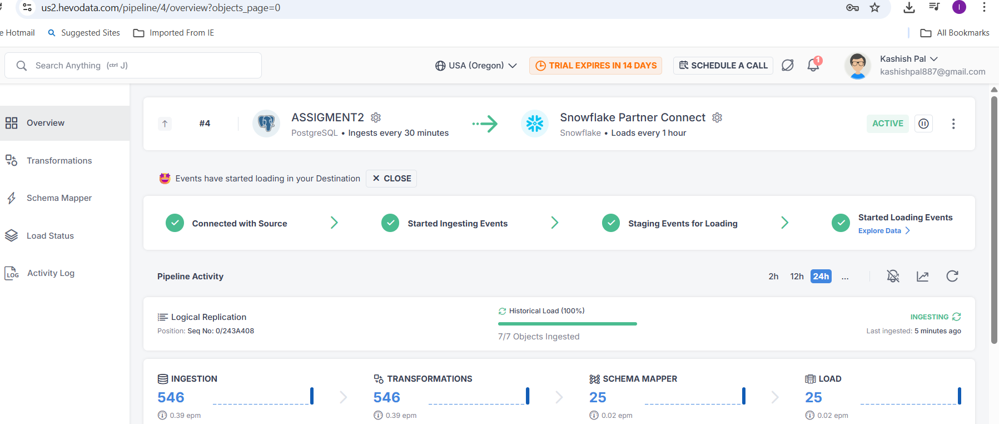 us2.hevodata.com/pipeline/4/overview?objects_page=0
I
e Hotmail
Suggested Sites
Imported From IE
All Bookmarks
Search Anything (ctrl J)
USA (Oregon)
TRIAL EXPIRES IN 14 DAYS
SCHEDULE A CALL
1
Kashish Pal
kashishpal887@gmail.com
Overview
Transformations
Schema Mapper
Load Status
LOG
Activity Log
#4
ASSIGMENT2
PostgreSQL • Ingests every 30 minutes
Snowflake Partner Connect
Snowflake • Loads every 1 hour
ACTIVE
Events have started loading in your Destination
CLOSE
Connected with Source
Started Ingesting Events
Staging Events for Loading
Started Loading Events
Explore Data
Pipeline Activity
2h
12h
24h
...
Logical Replication
Position: Seq No: 0/243A408
Historical Load (100%)
7/7 Objects Ingested
INGESTING
Last ingested: 5 minutes ago
INGESTION
546
0.39 epm
TRANSFORMATIONS
546
0.39 epm
SCHEMA MAPPER
25
0.02 epm
LOAD
25
0.02 epm